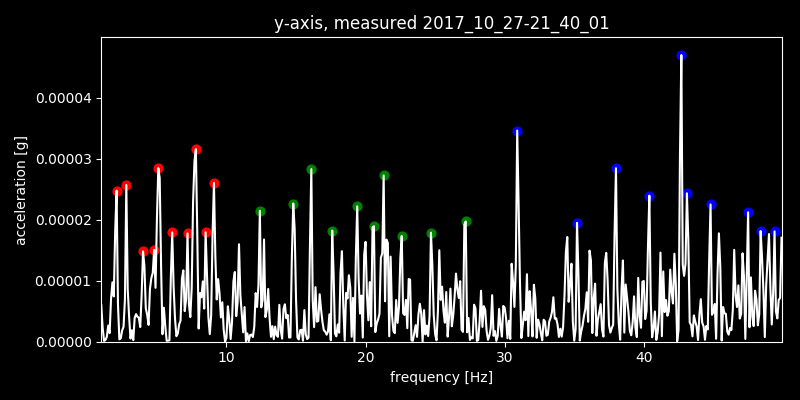 y-axis, measured 2017_10_27-21_40_01
acceleration [g]
0.00004
0.00003
0.00002
0.00001
0.00000
10 20 30 40
frequency [Hz]